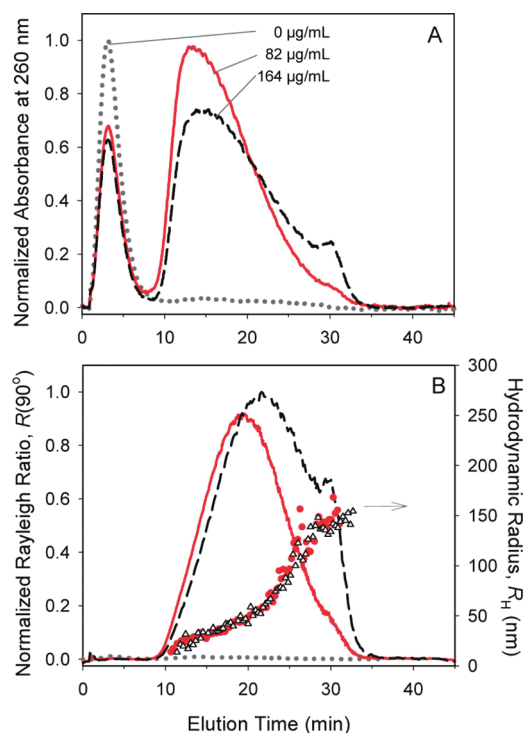 A
0 µg/mL
82 µg/mL
164 µg/mL
Normalized Absorbance at 260 nm
1.0
0.8
0.6
0.4
0.2
0.0
0 10 20 30 40
B
Normalized Rayleigh Ratio, R(90°)
1.0
0.8
0.6
0.4
0.2
0.0
300
250
200
150
100
50
0
Hydrodynamic Radius, RH (nm)
0 10 20 30 40
Elution Time (min)